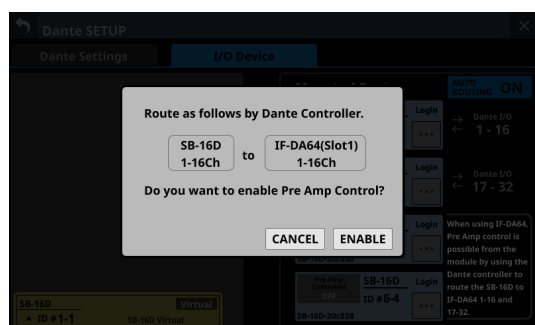 Dante SETUP
Dante Settings
I/O Device
AUTO
ROUTING ON
Route as follows by Dante Controller.
SB-16D
1-16Ch
to
IF-DA64(Slot1)
1-16Ch
Do you want to enable Pre Amp Control?
CANCEL
ENABLE
Login
Dante I/O
1 - 16
Login
Dante I/O
17 - 32
Login
When using IF-DA64,
Pre Amp control is
possible from the
module by using the
Dante controller to
route the SB-16D to
IF-DA64 1-16 and
17-32.
Pre Amp
Controlled
OFF
SB-16D
ID #6-4
Login
SB-16D-20c838
SB-16D
Virtual
ID #1-1
SB-16D Virtual